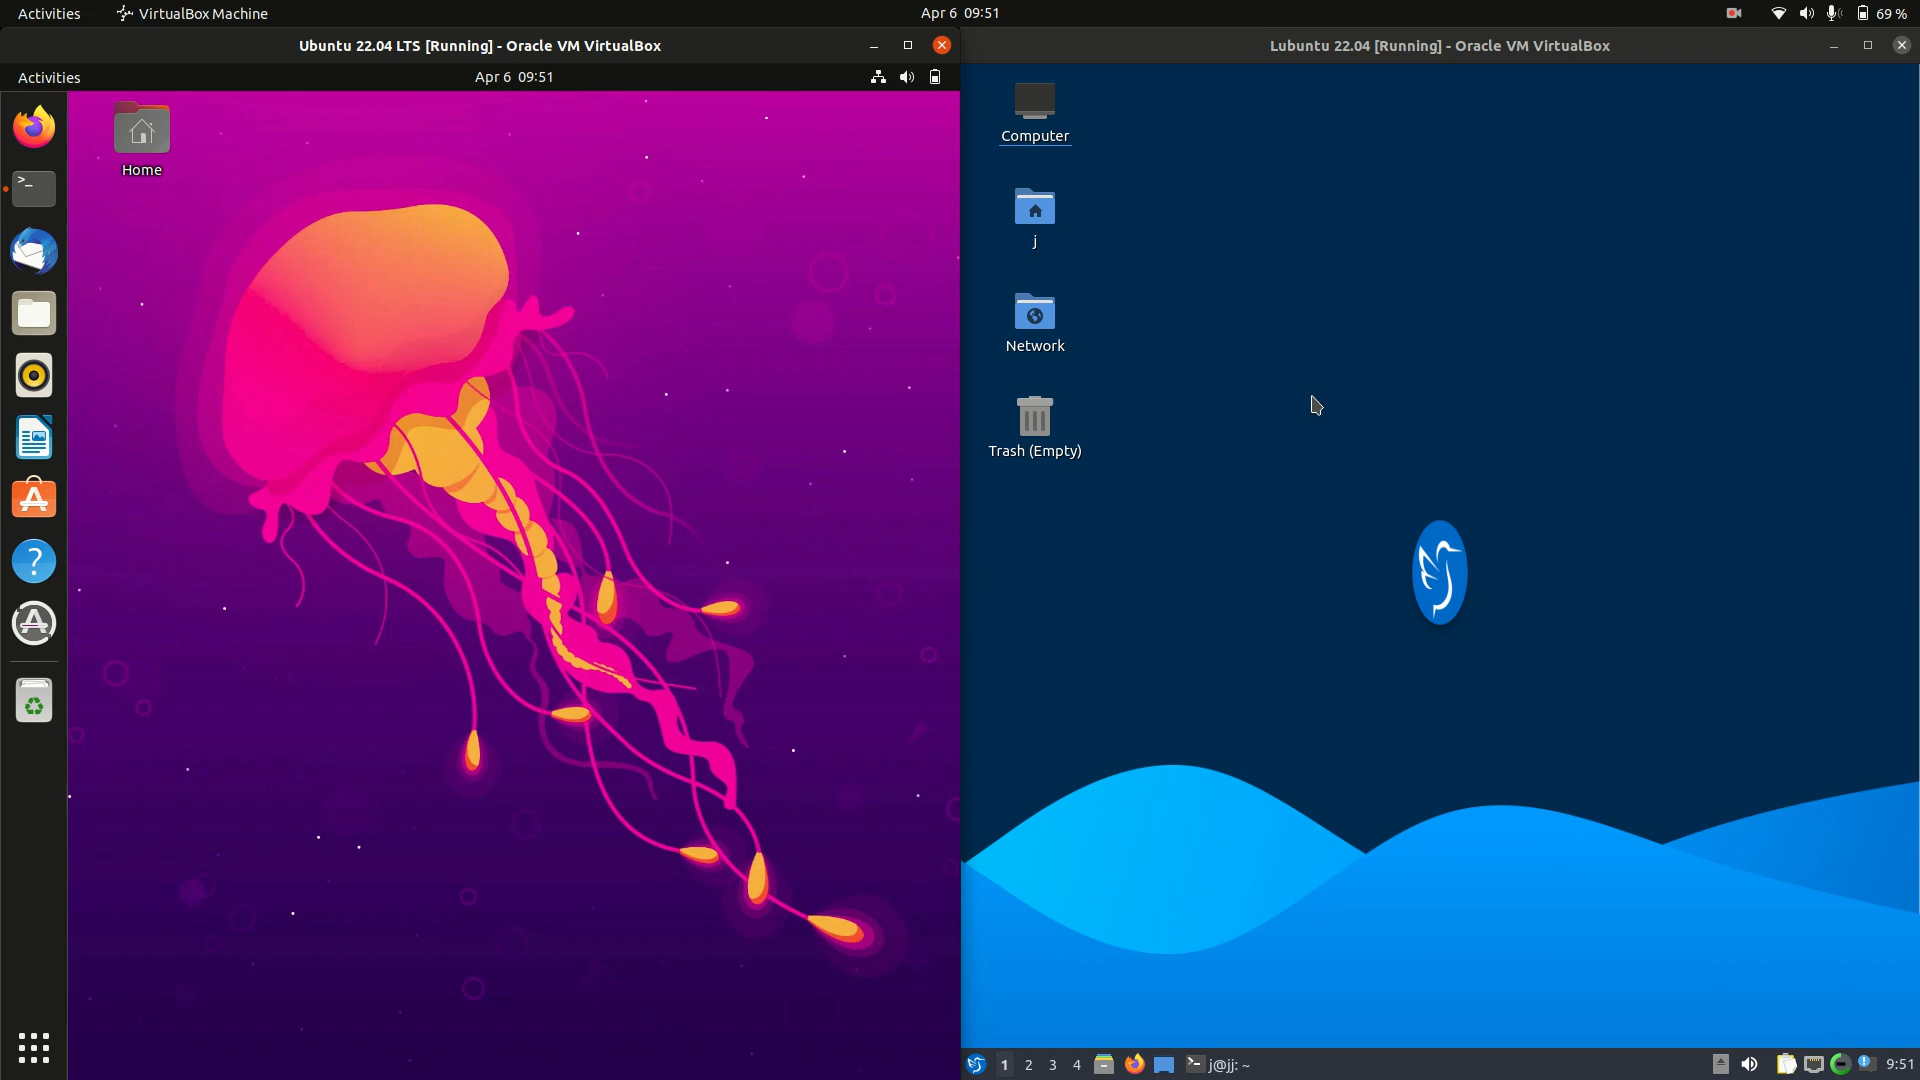 Activities
VirtualBox Machine
Apr 6 09:51
69 %
Ubuntu 22.04 LTS [Running] - Oracle VM VirtualBox
Activities
Apr 6 09:51
Home
>_
?
Lubuntu 22.04 [Running] - Oracle VM VirtualBox
Computer
j
Network
Trash (Empty)
1
2
3
4
j@jj: ~
9:51